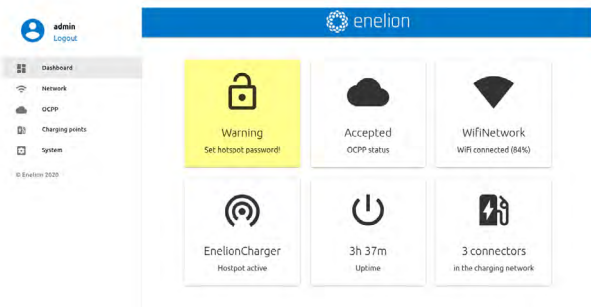 admin
Logout
Dashboard
Network
OCPP
Charging points
System
© Enelion 2020
enelion
Warning
Set hotspot password!
Accepted
OCPP status
WifiNetwork
WiFi connected (84%)
EnelionCharger
Hostpot active
3h 37m
Uptime
3 connectors
in the charging network